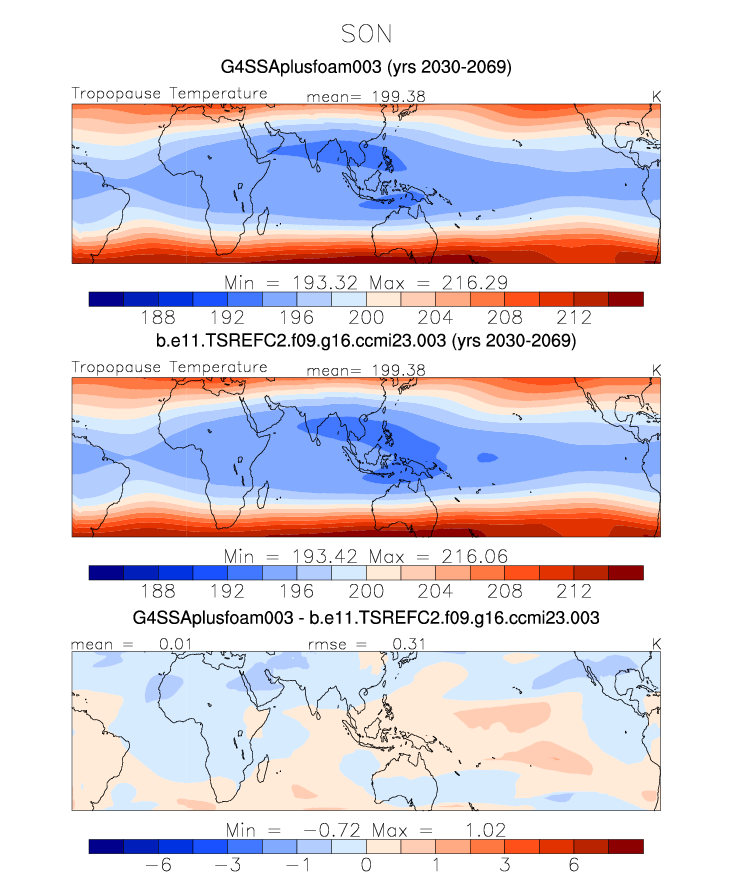 SON
G4SSAplusfoam003 (yrs 2030-2069)
Tropopause Temperature mean= 199.38 K
Min = 193.32 Max = 216.29
188 192 196 200 204 208 212
b.e11.TSREFC2.f09.g16.ccmi23.003 (yrs 2030-2069)
Tropopause Temperature mean= 199.38 K
Min = 193.42 Max = 216.06
188 192 196 200 204 208 212
G4SSAplusfoam003 - b.e11.TSREFC2.f09.g16.ccmi23.003
mean = 0.01 rmse = 0.31 K
Min = -0.72 Max = 1.02
-6 -3 -1 0 1 3 6